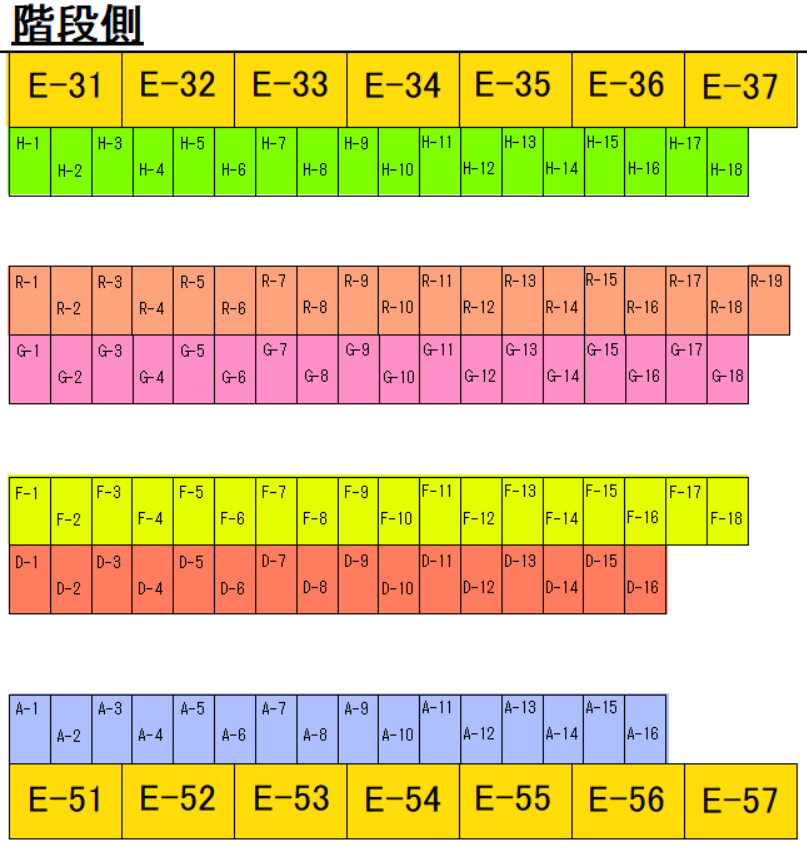 階段側
E-31 E-32 E-33 E-34 E-35 E-36 E-37
H-1 H-2 H-3 H-4 H-5 H-6 H-7 H-8 H-9 H-10 H-11 H-12 H-13 H-14 H-15 H-16 H-17 H-18
R-1 R-2 R-3 R-4 R-5 R-6 R-7 R-8 R-9 R-10 R-11 R-12 R-13 R-14 R-15 R-16 R-17 R-18 R-19
G-1 G-2 G-3 G-4 G-5 G-6 G-7 G-8 G-9 G-10 G-11 G-12 G-13 G-14 G-15 G-16 G-17 G-18
F-1 F-2 F-3 F-4 F-5 F-6 F-7 F-8 F-9 F-10 F-11 F-12 F-13 F-14 F-15 F-16 F-17 F-18
D-1 D-2 D-3 D-4 D-5 D-6 D-7 D-8 D-9 D-10 D-11 D-12 D-13 D-14 D-15 D-16
A-1 A-2 A-3 A-4 A-5 A-6 A-7 A-8 A-9 A-10 A-11 A-12 A-13 A-14 A-15 A-16
E-51 E-52 E-53 E-54 E-55 E-56 E-57